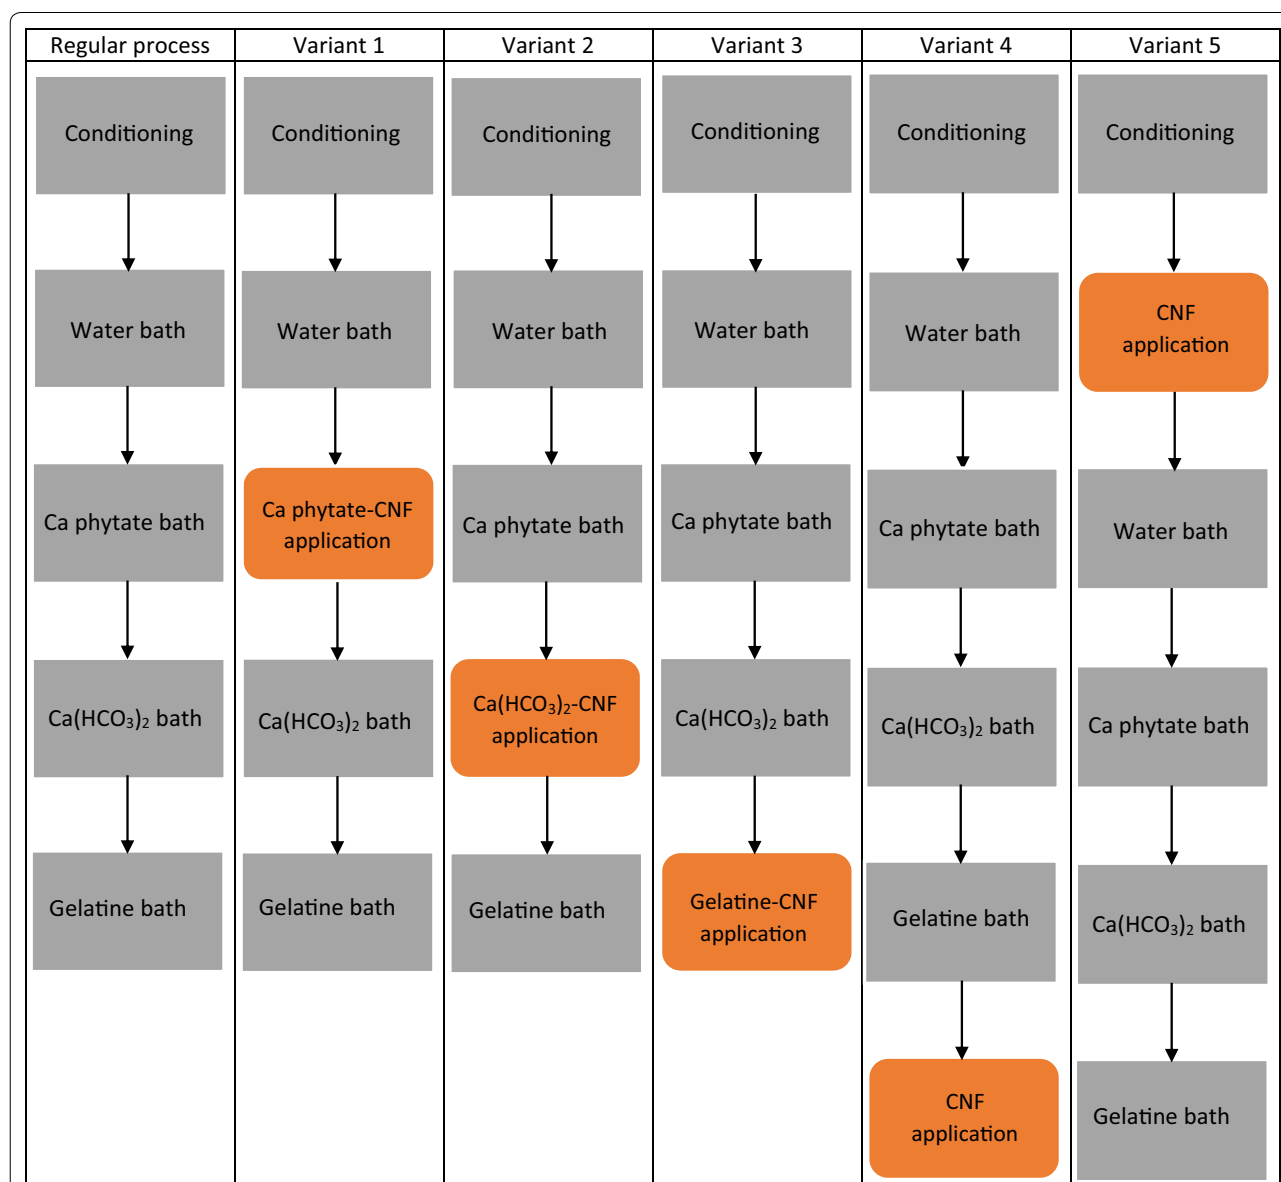 Regular process
Variant 1
Variant 2
Variant 3
Variant 4
Variant 5
Conditioning
Water bath
Ca phytate bath
Ca(HCO₃)₂ bath
Gelatine bath
Conditioning
Water bath
Ca phytate-CNF
application
Ca(HCO₃)₂ bath
Gelatine bath
Conditioning
Water bath
Ca phytate bath
Ca(HCO₃)₂-CNF
application
Gelatine bath
Conditioning
Water bath
Ca phytate bath
Ca(HCO₃)₂ bath
Gelatine-CNF
application
Conditioning
Water bath
Ca phytate bath
Ca(HCO₃)₂ bath
Gelatine bath
CNF
application
Conditioning
CNF
application
Water bath
Ca phytate bath
Ca(HCO₃)₂ bath
Gelatine bath